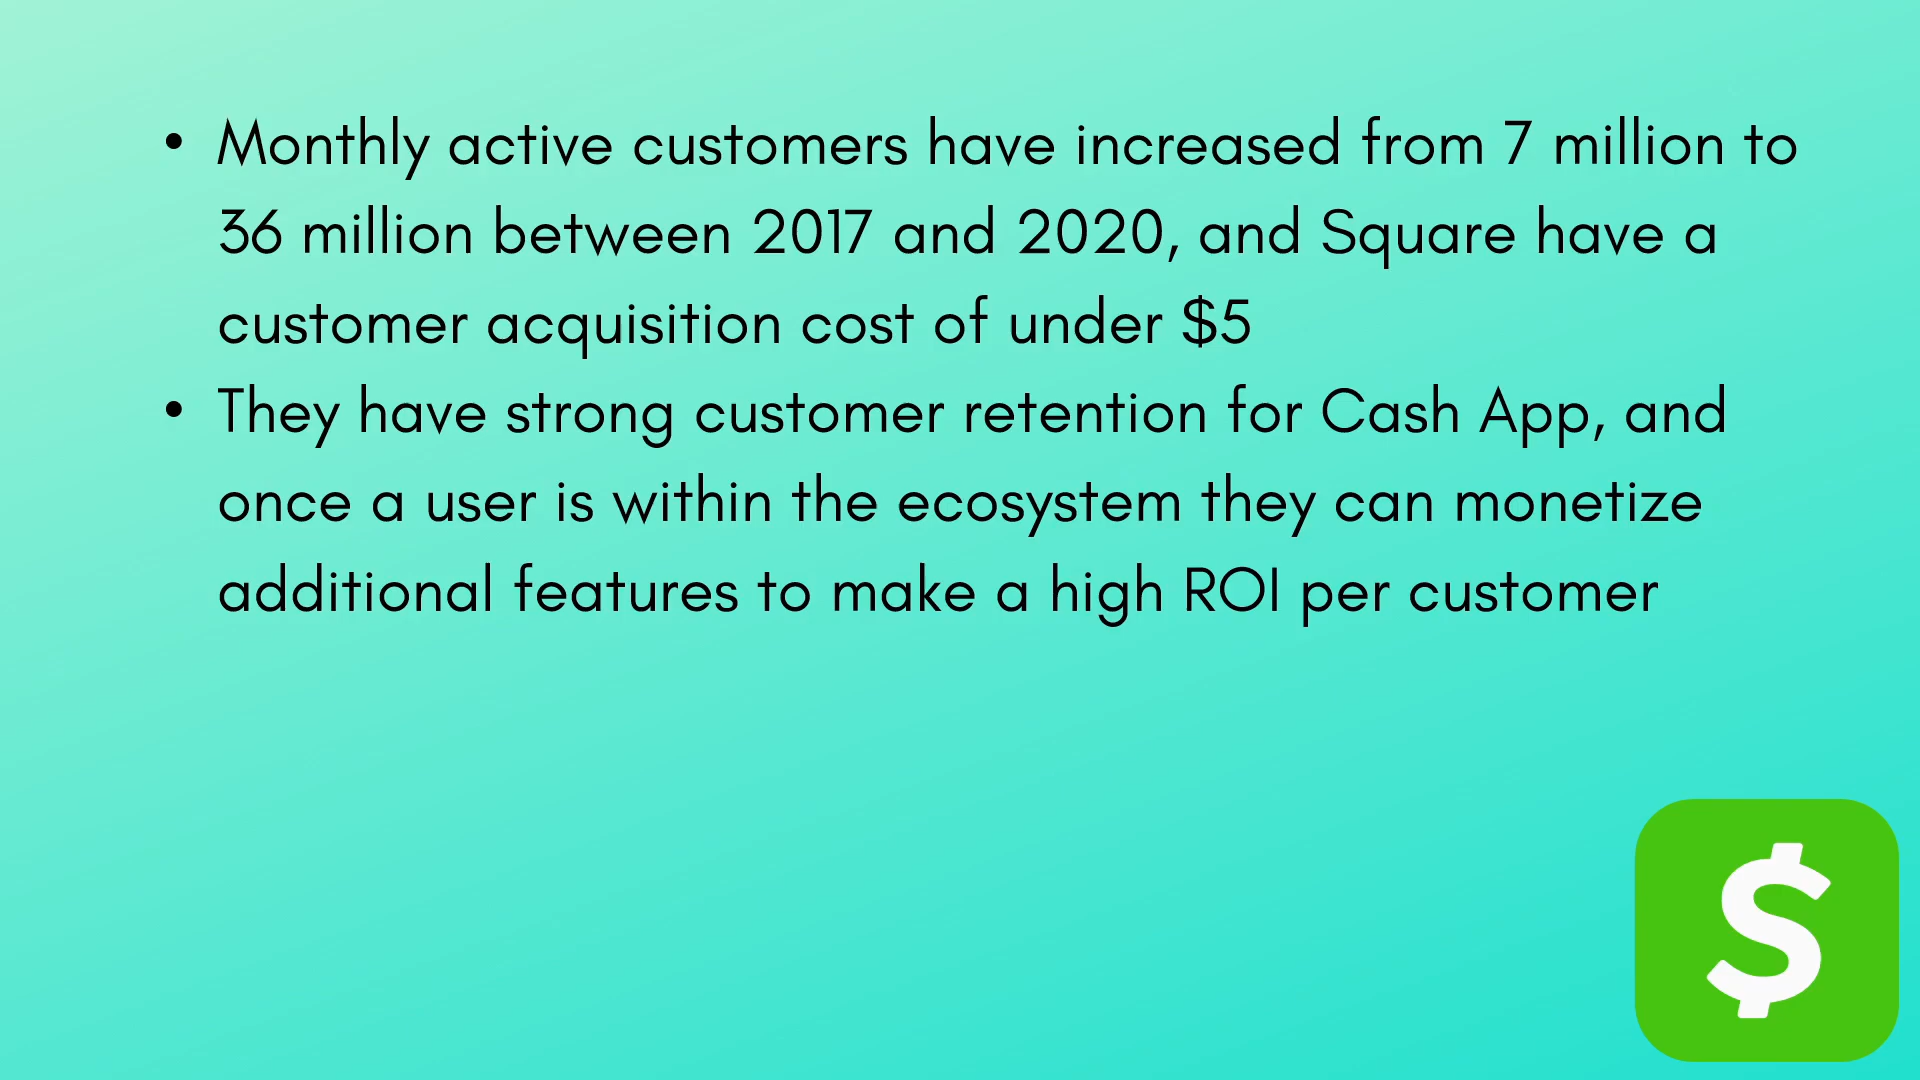 • Monthly active customers have increased from 7 million to
36 million between 2017 and 2020, and Square have a
customer acquisition cost of under $5
• They have strong customer retention for Cash App, and
once a user is within the ecosystem they can monetize
additional features to make a high ROI per customer
$